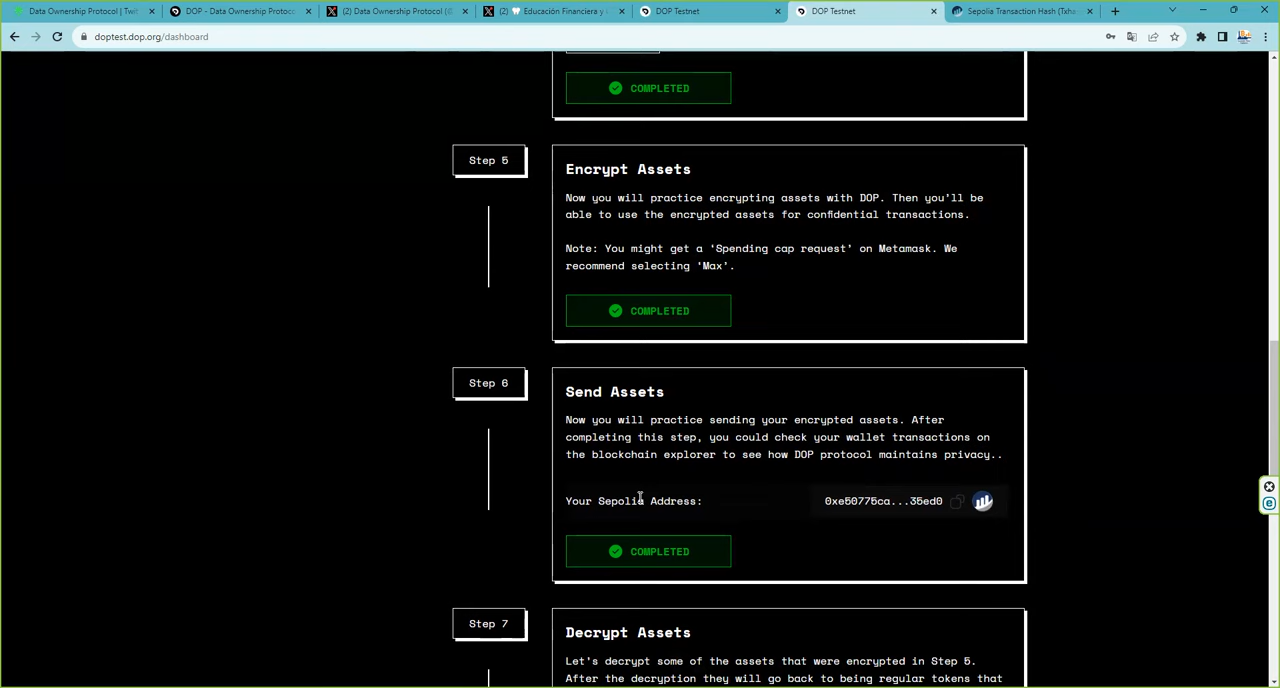 Data Ownership Protocol | Twit
DOP - Data Ownership Protoco
(2) Data Ownership Protocol (@
(2) 🦷 Educación Financiera y
DOP Testnet
DOP Testnet
Sepolia Transaction Hash (Txha
doptest.dop.org/dashboard
COMPLETED
Step 5
Encrypt Assets
Now you will practice encrypting assets with DOP. Then you'll be
able to use the encrypted assets for confidential transactions.
Note: You might get a 'Spending cap request' on Metamask. We
recommend selecting 'Max'.
COMPLETED
Step 6
Send Assets
Now you will practice sending your encrypted assets. After
completing this step, you could check your wallet transactions on
the blockchain explorer to see how DOP protocol maintains privacy..
Your Sepolia Address:
0xe50775ca...35ed0
COMPLETED
Step 7
Decrypt Assets
Let's decrypt some of the assets that were encrypted in Step 5.
After the decryption they will go back to being regular tokens that